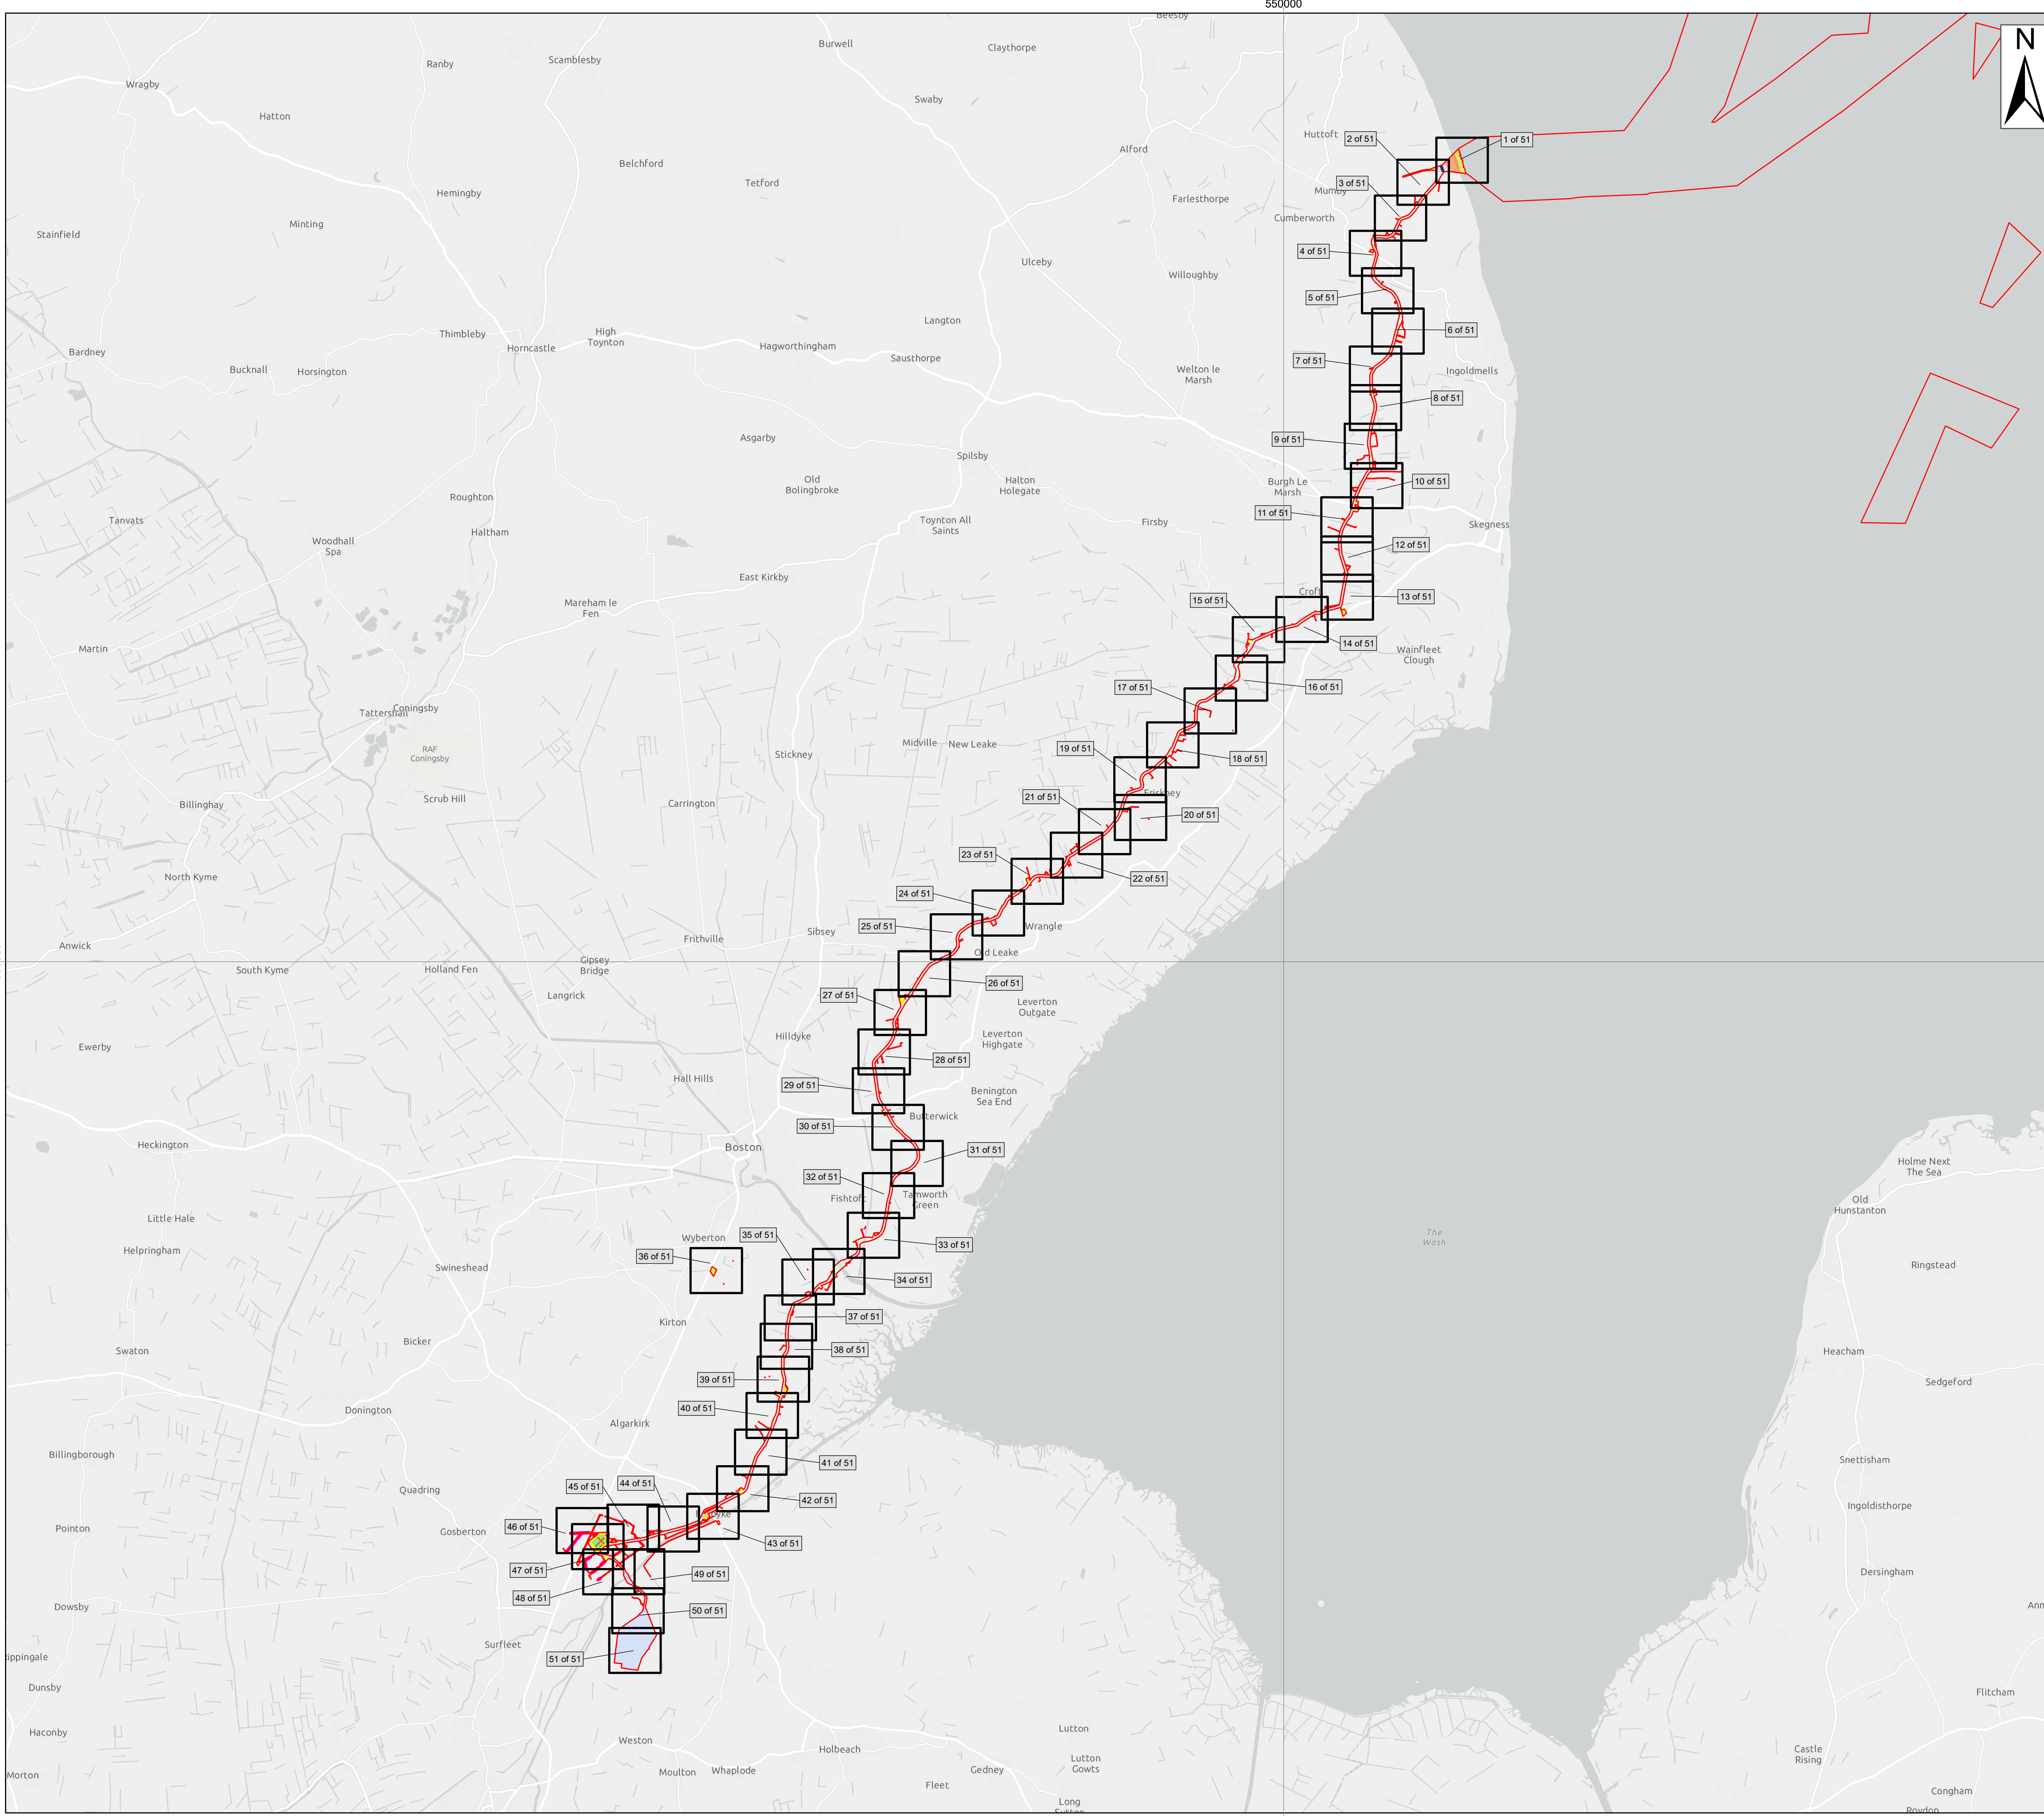 550000
Beesby
Burwell
Claythorpe
Ranby
Scamblesby
Wragby
N
Swaby
Hatton
Huttoft
2 of 51
1 of 51
Alford
Belchford
Tetford
3 of 51
Mumby
Hemingby
Farlesthorpe
Cumberworth
Minting
Stainfield
4 of 51
Ulceby
Willoughby
5 of 51
Langton
6 of 51
Thimbleby
High
Toynton
Horncastle
Hagworthingham
Bardney
Sausthorpe
7 of 51
Bucknall
Horsington
Welton le
Marsh
Ingoldmells
8 of 51
Asgarby
9 of 51
Spilsby
Old
Bolingbroke
Halton
Holegate
Burgh Le
Marsh
10 of 51
Roughton
11 of 51
Tanvats
Toynton All
Saints
Firsby
Skegness
Haltham
Woodhall
Spa
12 of 51
East Kirkby
Croft
13 of 51
15 of 51
Mareham le
Fen
14 of 51
Martin
Wainfleet
Clough
17 of 51
16 of 51
Coningsby
Tattershall
Midville
New Leake
19 of 51
RAF
Coningsby
Stickney
18 of 51
Friskney
21 of 51
Scrub Hill
Carrington
Billinghay
20 of 51
23 of 51
North Kyme
22 of 51
24 of 51
25 of 51
Sibsey
Wrangle
Frithville
Anwick
Old Leake
Gipsey
Bridge
South Kyme
Holland Fen
26 of 51
Langrick
27 of 51
Leverton
Outgate
Hilldyke
Leverton
Highgate
Ewerby
28 of 51
Hall Hills
29 of 51
Benington
Sea End
Butterwick
30 of 51
Heckington
Boston
31 of 51
Holme Next
The Sea
32 of 51
Fishtoft
Tamworth
Green
Old
Hunstanton
Little Hale
35 of 51
Wyberton
The
Wash
33 of 51
Helpringham
36 of 51
Swineshead
Ringstead
34 of 51
37 of 51
Kirton
Bicker
38 of 51
Swaton
Heacham
39 of 51
Sedgeford
40 of 51
Donington
Algarkirk
Billingborough
41 of 51
Snettisham
45 of 51
44 of 51
Quadring
42 of 51
Ingoldisthorpe
46 of 51
Pointon
Gosberton
43 of 51
47 of 51
49 of 51
Dersingham
48 of 51
Dowsby
50 of 51
Surfleet
51 of 51
Dunsby
Flitcham
Haconby
Lutton
Weston
Holbeach
Castle
Rising
Lutton
Gowts
Moulton
Whaplode
Gedney
Morton
Fleet
Congham
Long
Sutton
Roydon